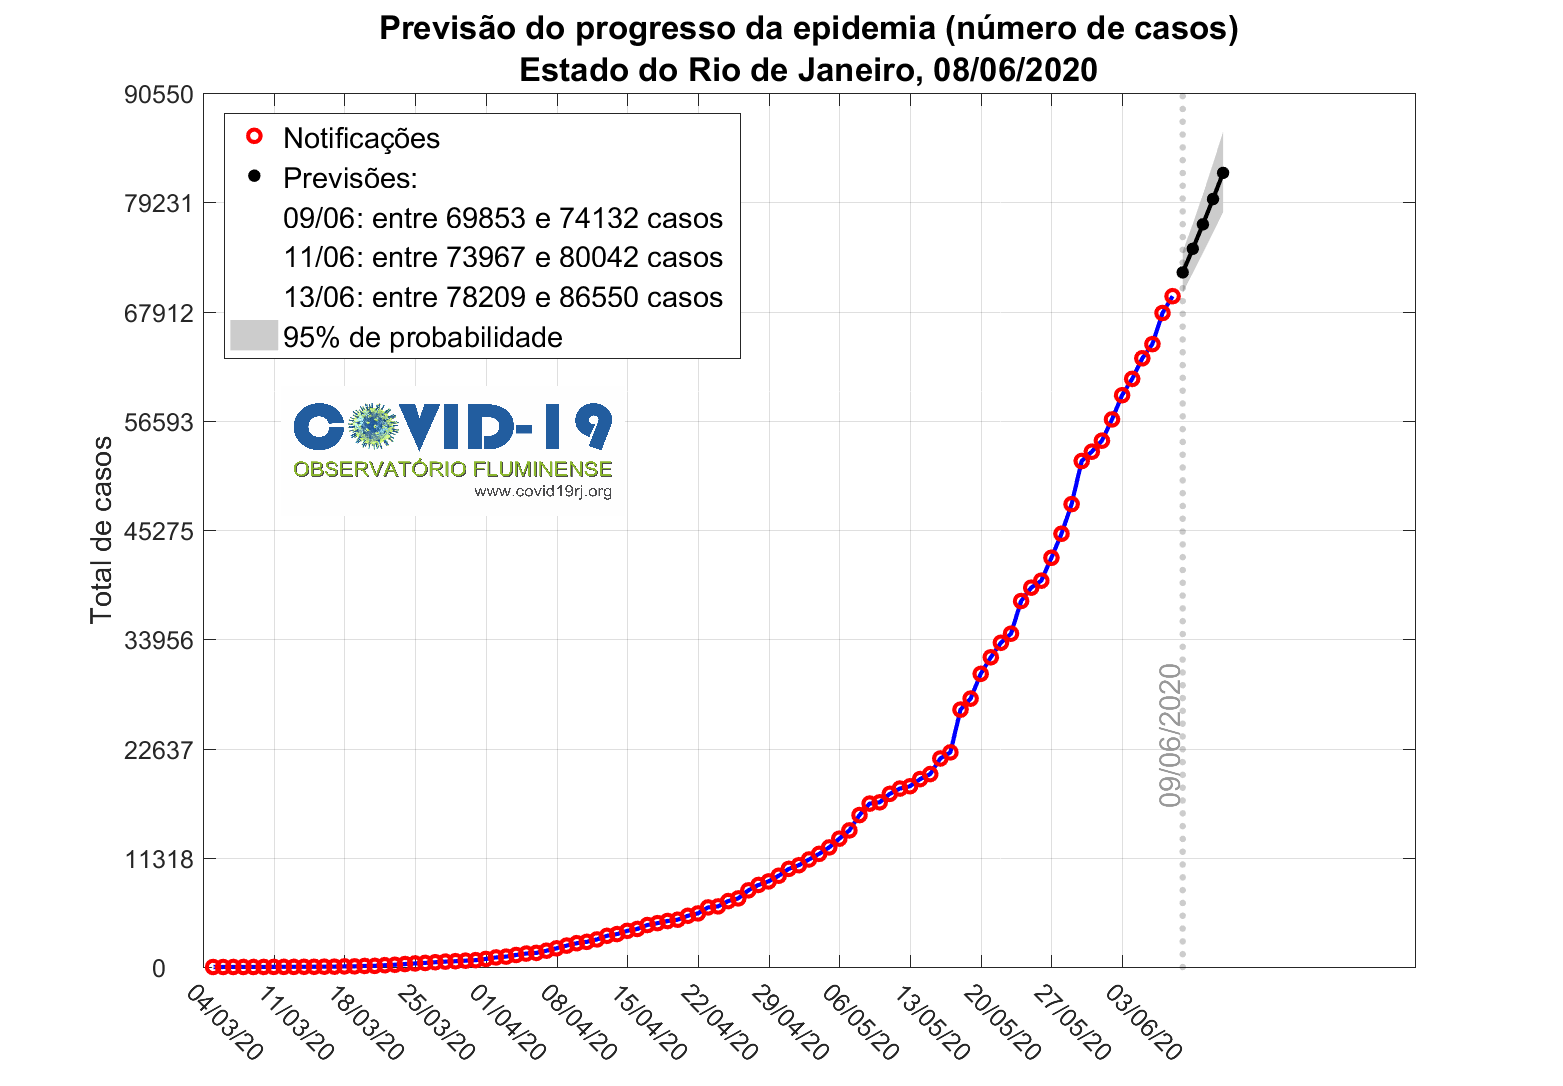 Previsão do progresso da epidemia (número de casos)
Estado do Rio de Janeiro, 08/06/2020
90550
79231
67912
56593
45275
33956
22637
11318
0
Total de casos
Notificações
Previsões:
09/06: entre 69853 e 74132 casos
11/06: entre 73967 e 80042 casos
13/06: entre 78209 e 86550 casos
95% de probabilidade
COVID-19
OBSERVATÓRIO FLUMINENSE
www.covid19rj.org
09/06/2020
04/03/20
11/03/20
18/03/20
25/03/20
01/04/20
08/04/20
15/04/20
22/04/20
29/04/20
06/05/20
13/05/20
20/05/20
27/05/20
03/06/20